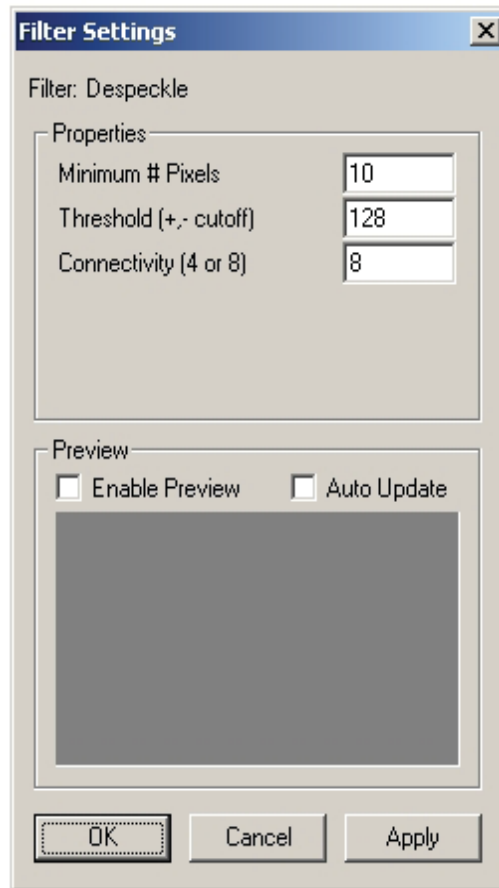 Filter Settings
Filter: Despeckle
Properties
Minimum # Pixels 10
Threshold (+,- cutoff) 128
Connectivity (4 or 8) 8
Preview
Enable Preview Auto Update
OK Cancel Apply